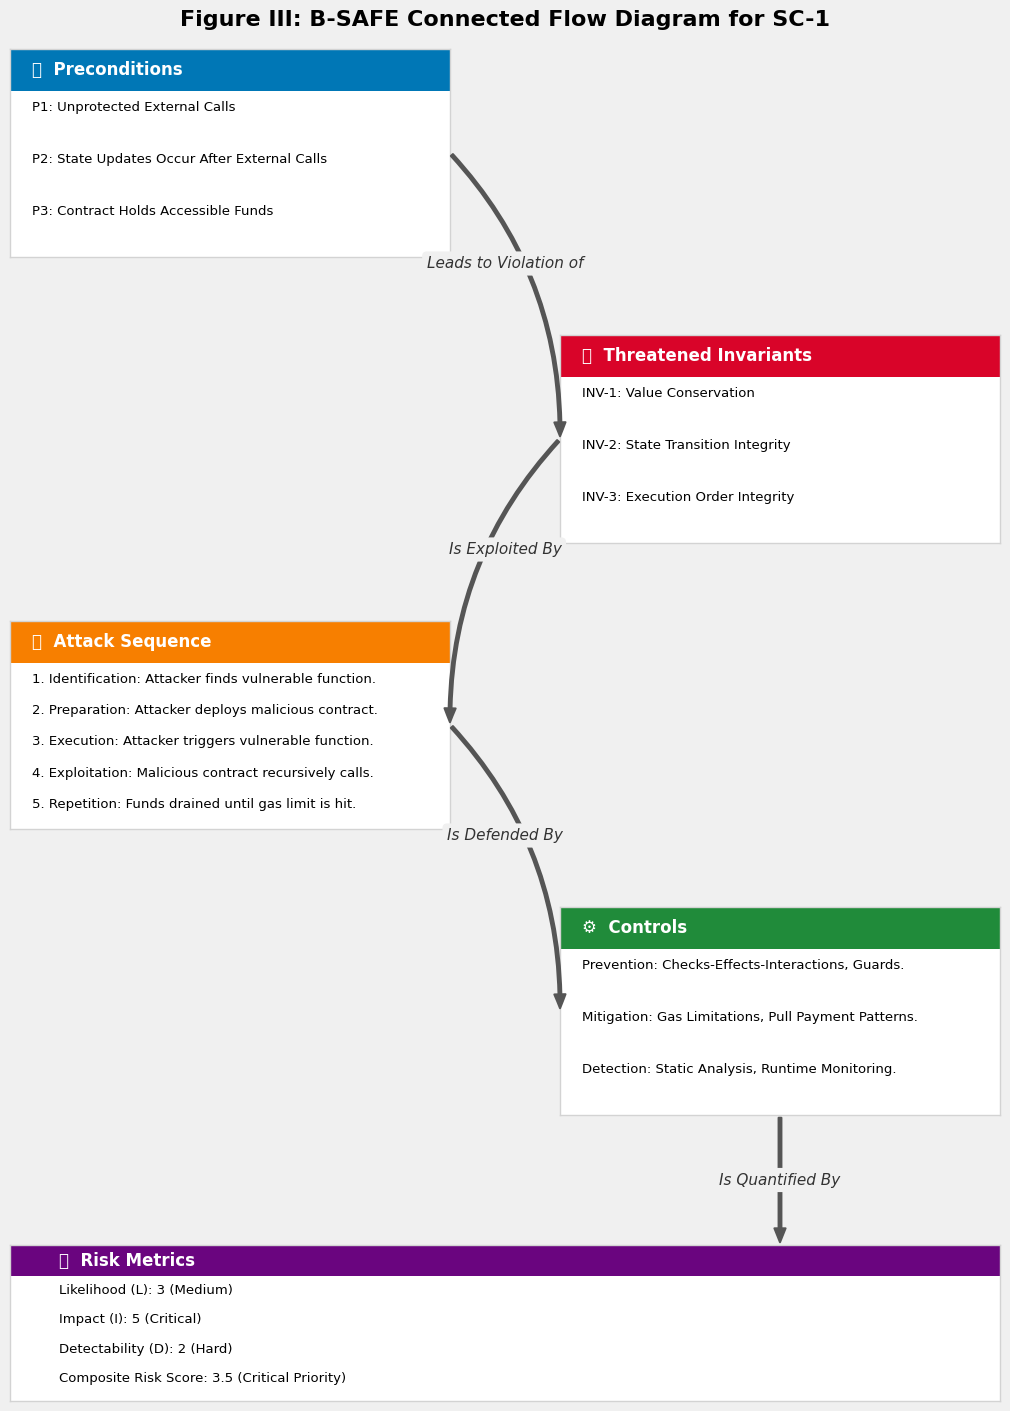 Figure III: B-SAFE Connected Flow Diagram for SC-1
Preconditions
P1: Unprotected External Calls
P2: State Updates Occur After External Calls
P3: Contract Holds Accessible Funds
Leads to Violation of
Threatened Invariants
INV-1: Value Conservation
INV-2: State Transition Integrity
INV-3: Execution Order Integrity
Is Exploited By
Attack Sequence
1. Identification: Attacker finds vulnerable function.
2. Preparation: Attacker deploys malicious contract.
3. Execution: Attacker triggers vulnerable function.
4. Exploitation: Malicious contract recursively calls.
5. Repetition: Funds drained until gas limit is hit.
Is Defended By
⚙ Controls
Prevention: Checks-Effects-Interactions, Guards.
Mitigation: Gas Limitations, Pull Payment Patterns.
Detection: Static Analysis, Runtime Monitoring.
Is Quantified By
Risk Metrics
Likelihood (L): 3 (Medium)
Impact (I): 5 (Critical)
Detectability (D): 2 (Hard)
Composite Risk Score: 3.5 (Critical Priority)